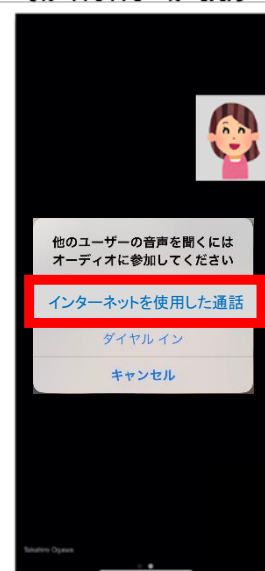 他のユーザーの音声を聞くには
オーディオに参加してください
インターネットを使用した通話
ダイヤル イン
キャンセル
Takahiro Ogawa